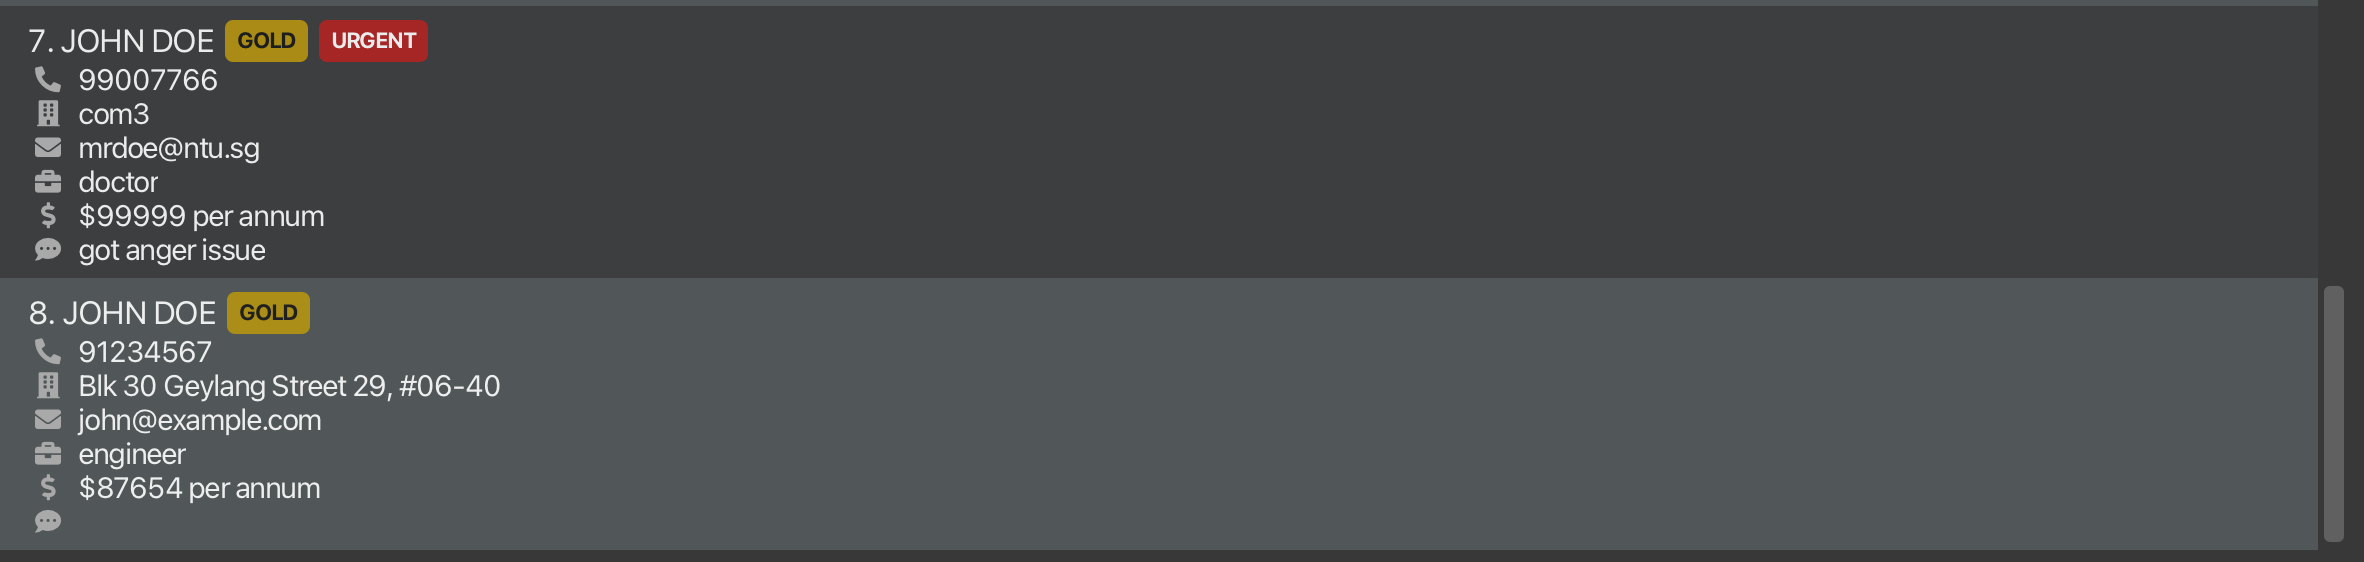 7. JOHN DOE GOLD URGENT
99007766
com3
mrdoe@ntu.sg
doctor
$99999 per annum
got anger issue
8. JOHN DOE GOLD
91234567
Blk 30 Geylang Street 29, #06-40
john@example.com
engineer
$87654 per annum